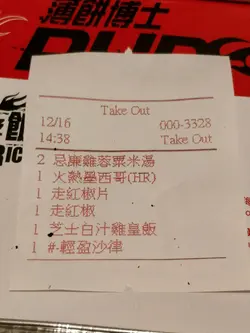 薄餅博士
Take Out
12/16 000-3328
14:38 Take Out
2 忌廉雞蓉粟米湯
1 火熱墨西哥(HR)
1 走紅椒片
1 走紅椒
1 芝士白汁雞皇飯
1 #-輕盈沙律